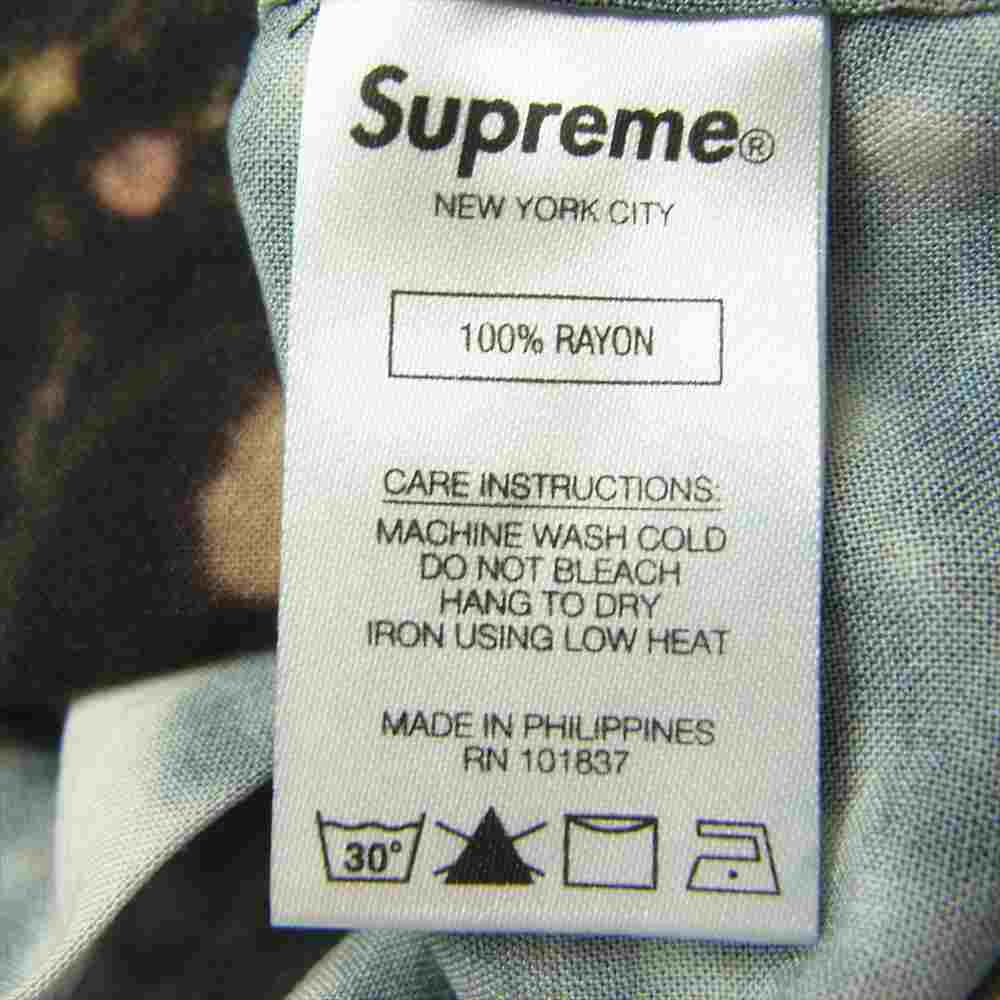 Supreme®
NEW YORK CITY
100% RAYON
CARE INSTRUCTIONS:
MACHINE WASH COLD
DO NOT BLEACH
HANG TO DRY
IRON USING LOW HEAT
MADE IN PHILIPPINES
RN 101837
30°